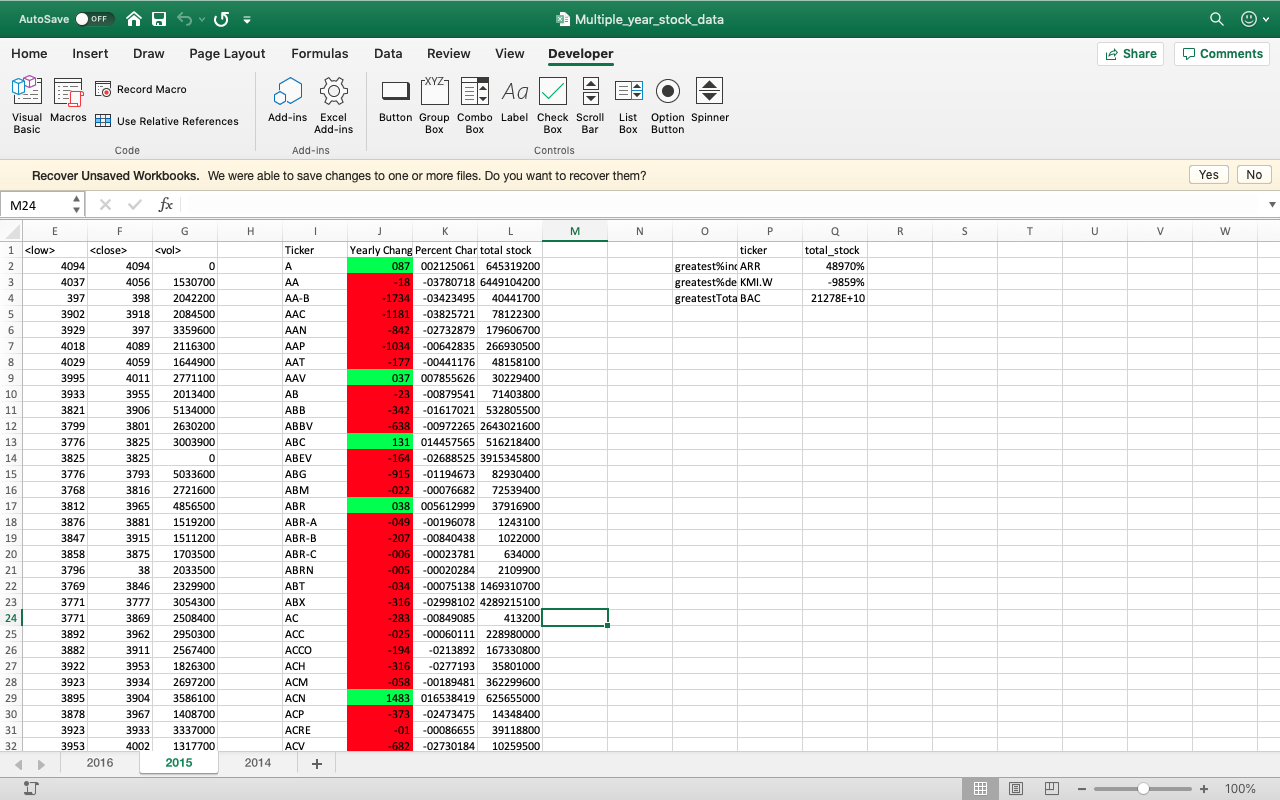 AutoSave OFF Multiple_year_stock_data
Home Insert Draw Page Layout Formulas Data Review View Developer Share Comments
Visual Basic Macros Record Macro Use Relative References Add-ins Excel Add-ins Button Group Box Combo Box Label Check Box Scroll Bar List Box Option Button Spinner
XYZ Aa
Code Add-ins Controls
Recover Unsaved Workbooks. We were able to save changes to one or more files. Do you want to recover them? Yes No
M24 fx
E F G H I J K L M N O P Q R S T U V W
1 <low> <close> <vol> Ticker Yearly Chang Percent Char total stock ticker total_stock
2 4094 4094 0 A 087 002125061 645319200 greatest%inc ARR 48970%
3 4037 4056 1530700 AA -18 -03780718 6449104200 greatest%de KMI.W -9859%
4 397 398 2042200 AA-B -1734 -03423495 40441700 greatestTota BAC 21278E+10
5 3902 3918 2084500 AAC -1181 -03825721 78122300
6 3929 397 3359600 AAN -842 -02732879 179606700
7 4018 4089 2116300 AAP -1034 -00642835 266930500
8 4029 4059 1644900 AAT -177 -00441176 48158100
9 3995 4011 2771100 AAV 037 007855626 30229400
10 3933 3955 2013400 AB -23 -00879541 71403800
11 3821 3906 5134000 ABB -342 -01617021 532805500
12 3799 3801 2630200 ABBV -638 -00972265 2643021600
13 3776 3825 3003900 ABC 131 014457565 516218400
14 3825 3825 0 ABEV -164 -02688525 3915345800
15 3776 3793 5033600 ABG -915 -01194673 82930400
16 3768 3816 2721600 ABM -022 -00076682 72539400
17 3812 3965 4856500 ABR 038 005612999 37916900
18 3876 3881 1519200 ABR-A -049 -00196078 1243100
19 3847 3915 1511200 ABR-B -207 -00840438 1022000
20 3858 3875 1703500 ABR-C -006 -00023781 634000
21 3796 38 2033500 ABRN -005 -00020284 2109900
22 3769 3846 2329900 ABT -034 -00075138 1469310700
23 3771 3777 3054300 ABX -316 -02998102 4289215100
24 3771 3869 2508400 AC -283 -00849085 413200
25 3892 3962 2950300 ACC -025 -00060111 228980000
26 3882 3911 2567400 ACCO -194 -0213892 167330800
27 3922 3953 1826300 ACH -316 -0277193 35801000
28 3923 3934 2697200 ACM -058 -00189481 362299600
29 3895 3904 3586100 ACN 1483 016538419 625655000
30 3878 3967 1408700 ACP -373 -02473475 14348400
31 3923 3933 3337000 ACRE -01 -00086655 39118800
32 3953 4002 1317700 ACV -682 -02730184 10259500
2016 2015 2014 +
100%